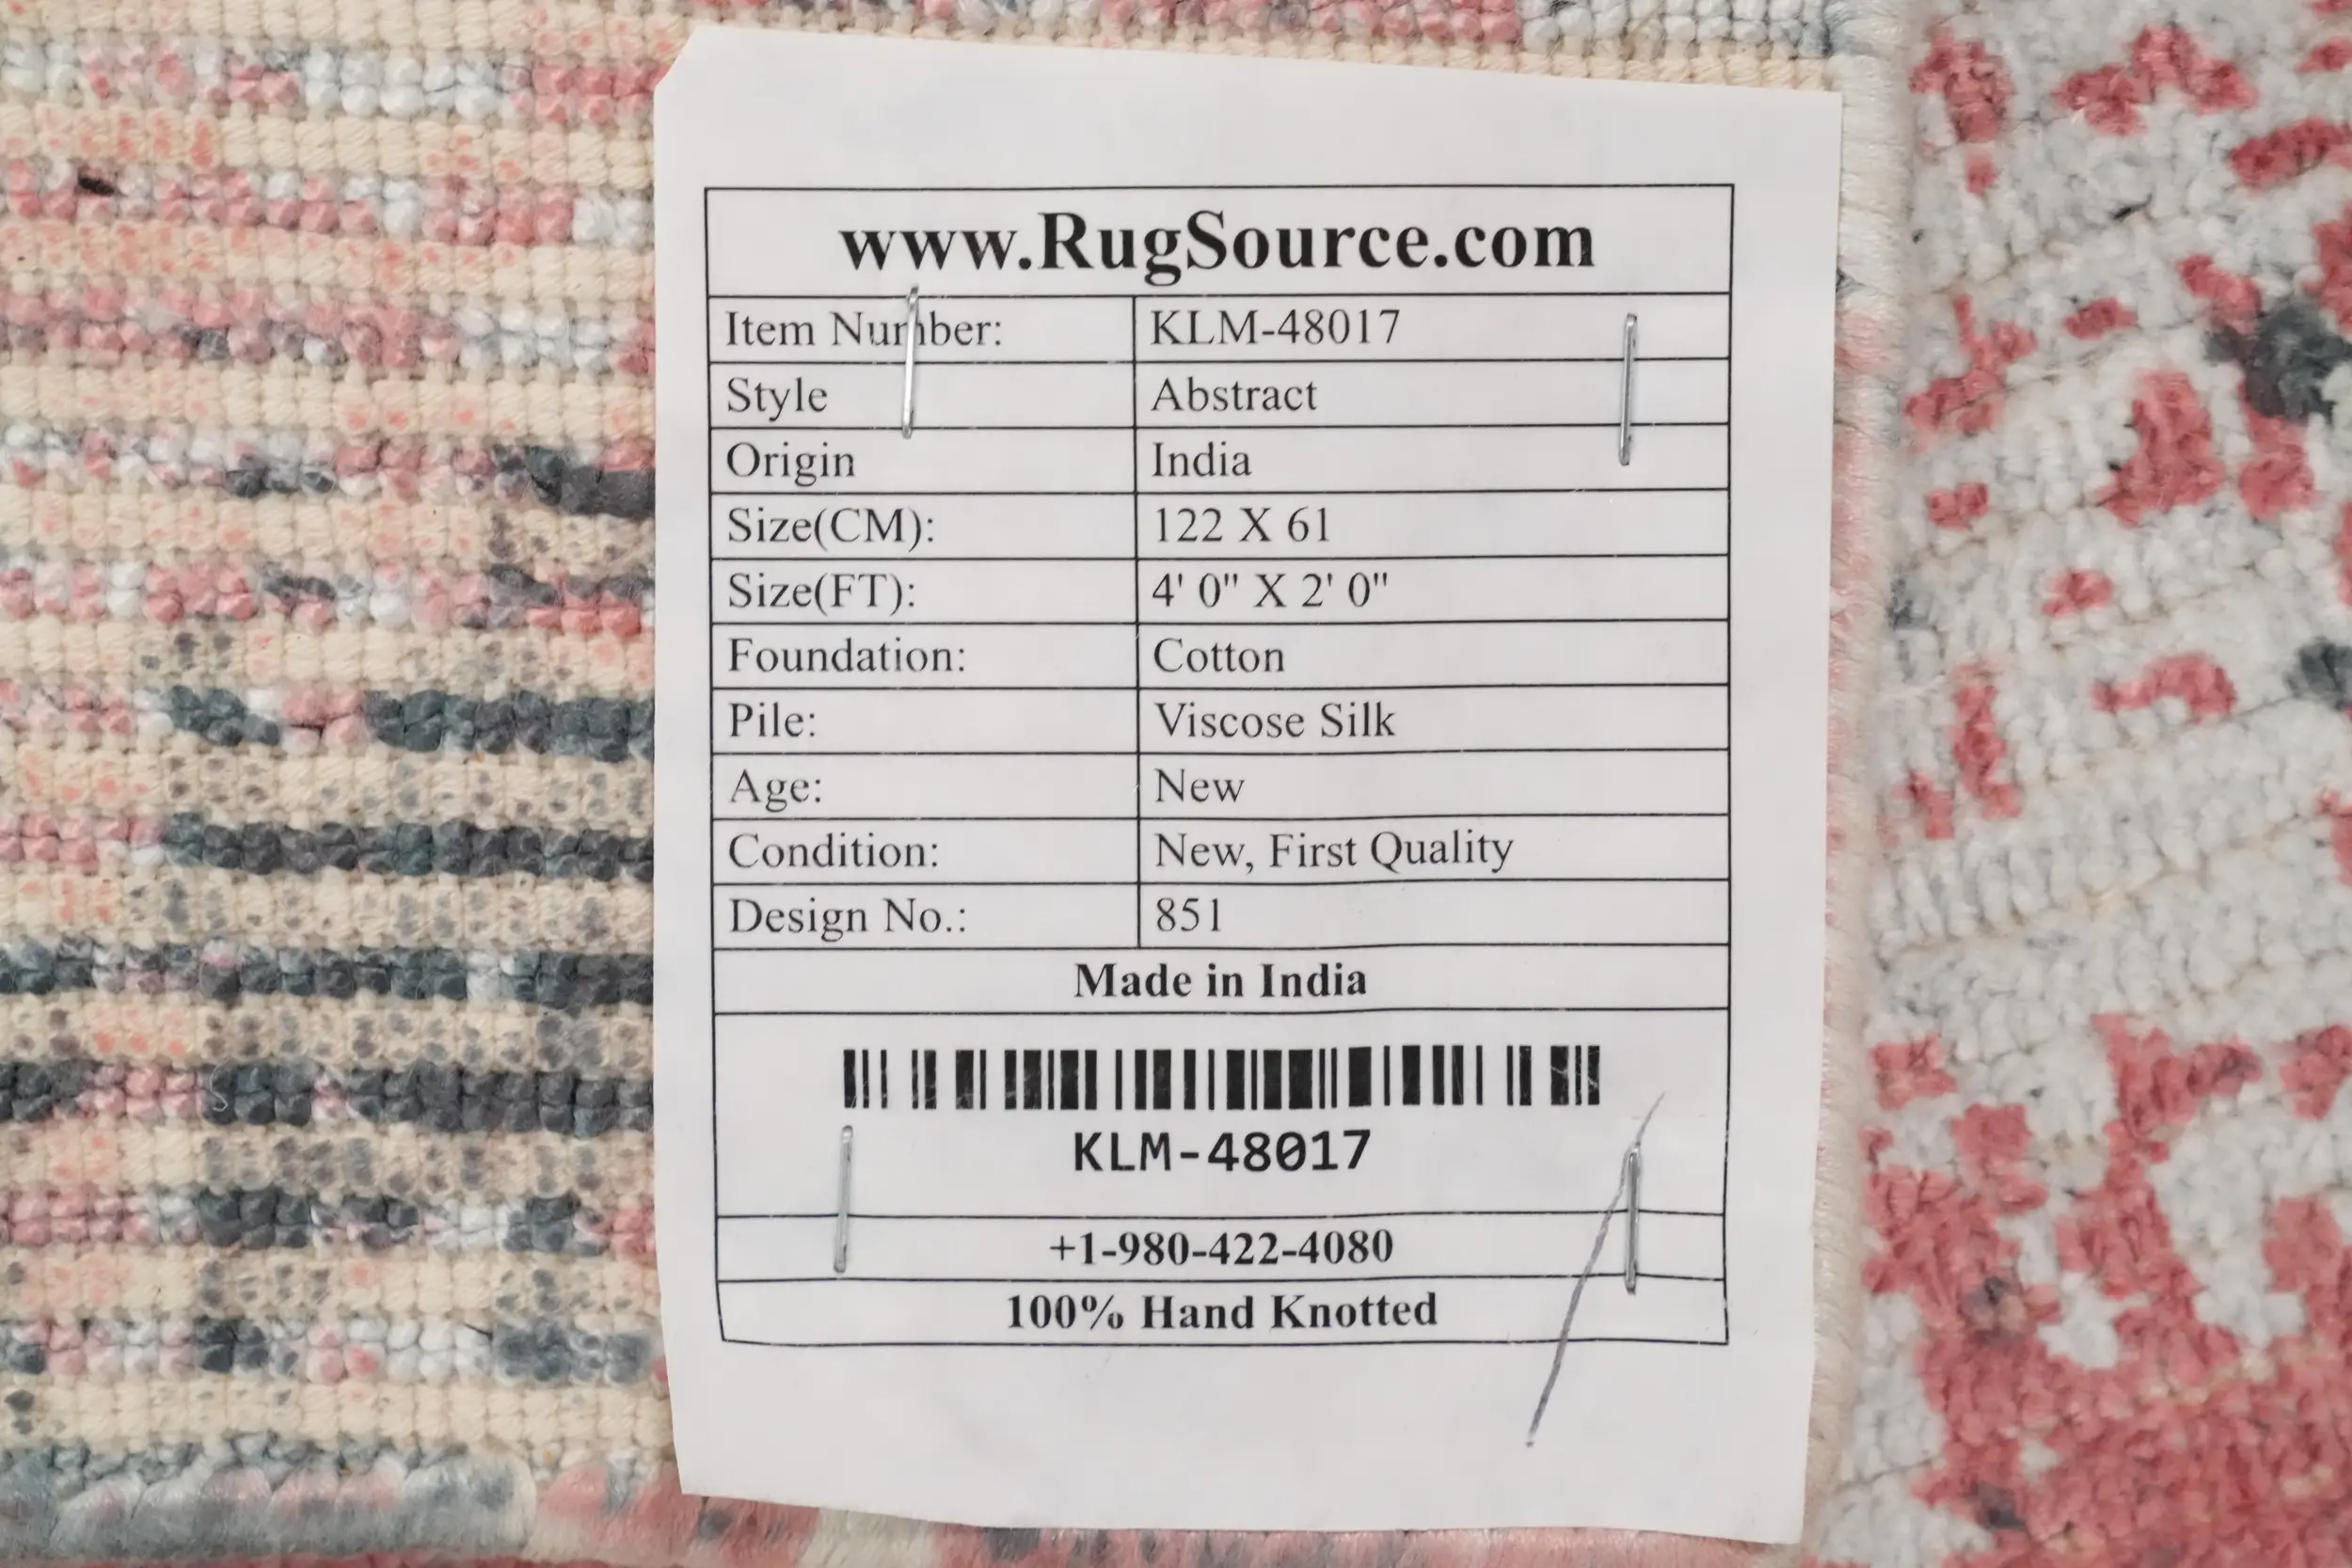 www.RugSource.com
Item Number: KLM-48017
Style Abstract
Origin India
Size(CM): 122 X 61
Size(FT): 4' 0" X 2' 0"
Foundation: Cotton
Pile: Viscose Silk
Age: New
Condition: New, First Quality
Design No.: 851
Made in India
KLM-48017
+1-980-422-4080
100% Hand Knotted